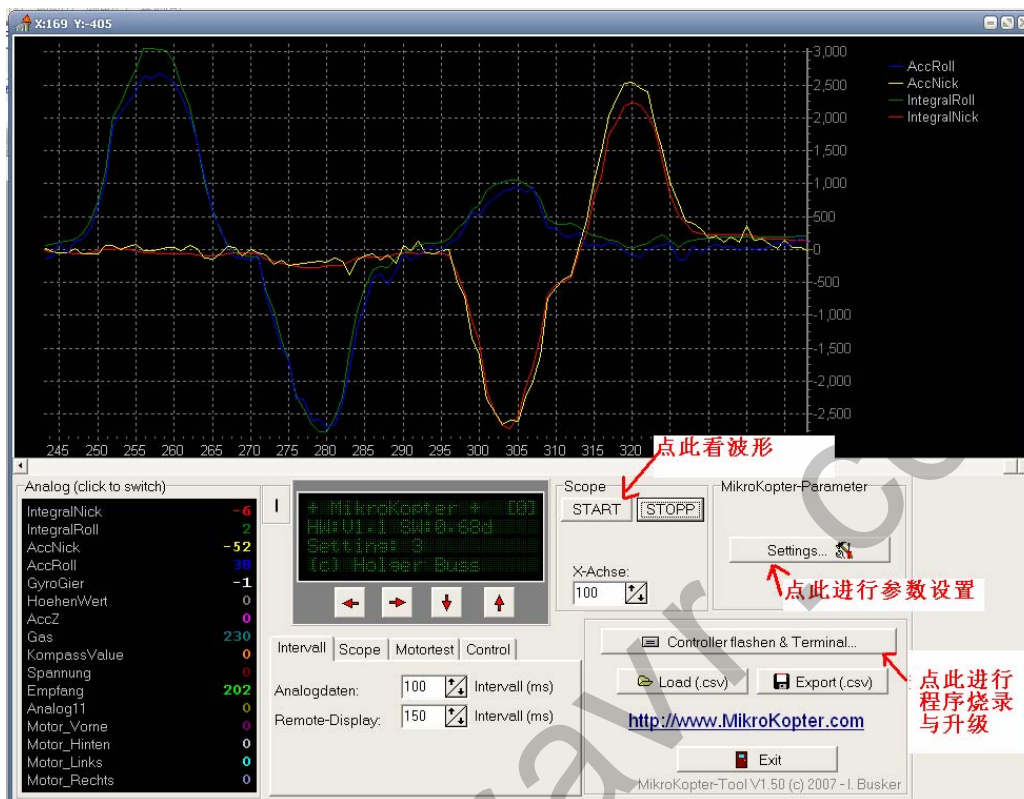 X:169 Y:-405
3,000
2,500
2,000
1,500
1,000
500
0
-500
-1,000
-1,500
-2,000
-2,500
AccRoll
AccNick
IntegralRoll
IntegralNick
245 250 255 260 265 270 275 280 285 290 295 300 305 310 315 320
点此看波形
Analog (click to switch)
IntegralNick -6
IntegralRoll 2
AccNick -52
AccRoll 38
GyroGier -1
HoehenWert 0
AccZ 0
Gas 230
KompassValue 0
Spannung 0
Empfang 202
Analog11 0
Motor_Vorne 0
Motor_Hinten 0
Motor_Links 0
Motor_Rechts 0
I
+ MikroKopter + [0]
HW:V1.1 SW:0.68d
Setting: 3
(c) Holger Buss
Scope
START STOPP
X-Achse:
100
MikroKopter-Parameter
Settings...
点此进行参数设置
Intervall Scope Motortest Control
Analogdaten: 100 Intervall (ms)
Remote-Display: 150 Intervall (ms)
Controller flashen & Terminal...
Load (.csv) Export (.csv)
http://www.MikroKopter.com
Exit
MikroKopter-Tool V1.50 (c) 2007 - I. Busker
点此进行
程序烧录
与升级